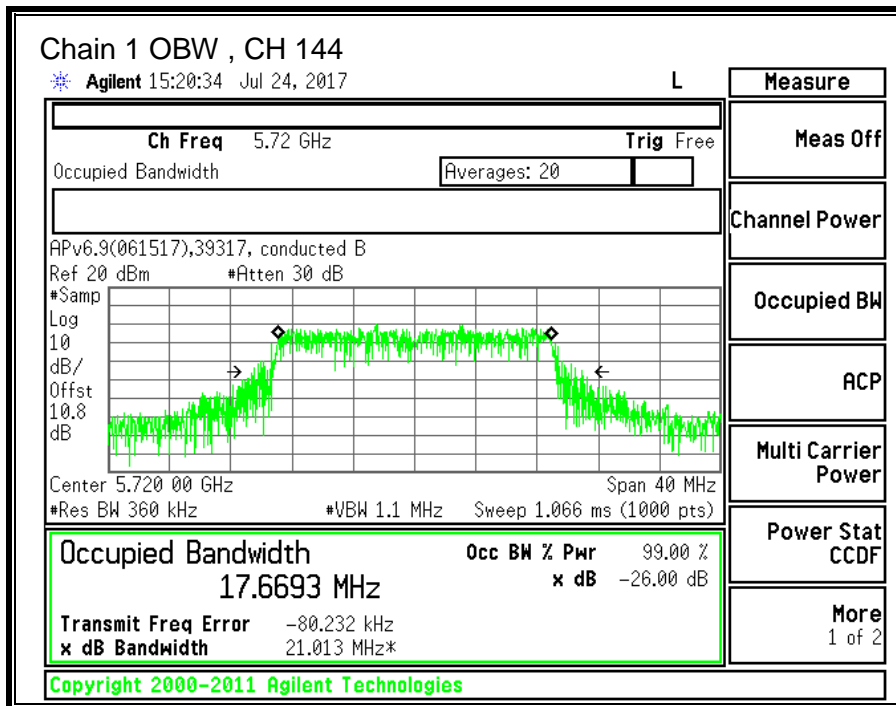 Chain 1 OBW , CH 144
Agilent 15:20:34 Jul 24, 2017 L
Measure
Ch Freq 5.72 GHz Trig Free
Meas Off
Occupied Bandwidth Averages: 20
Channel Power
APv6.9(061517),39317, conducted B
Ref 20 dBm #Atten 30 dB
#Samp
Log
10
dB/
Offst
10.8
dB
Occupied BW
ACP
Center 5.720 00 GHz Span 40 MHz
#Res BW 360 kHz #VBW 1.1 MHz Sweep 1.066 ms (1000 pts)
Multi Carrier
Power
Occupied Bandwidth Occ BW % Pwr 99.00 %
17.6693 MHz x dB -26.00 dB
Power Stat
CCDF
Transmit Freq Error -80.232 kHz
x dB Bandwidth 21.013 MHz*
More
1 of 2
Copyright 2000-2011 Agilent Technologies